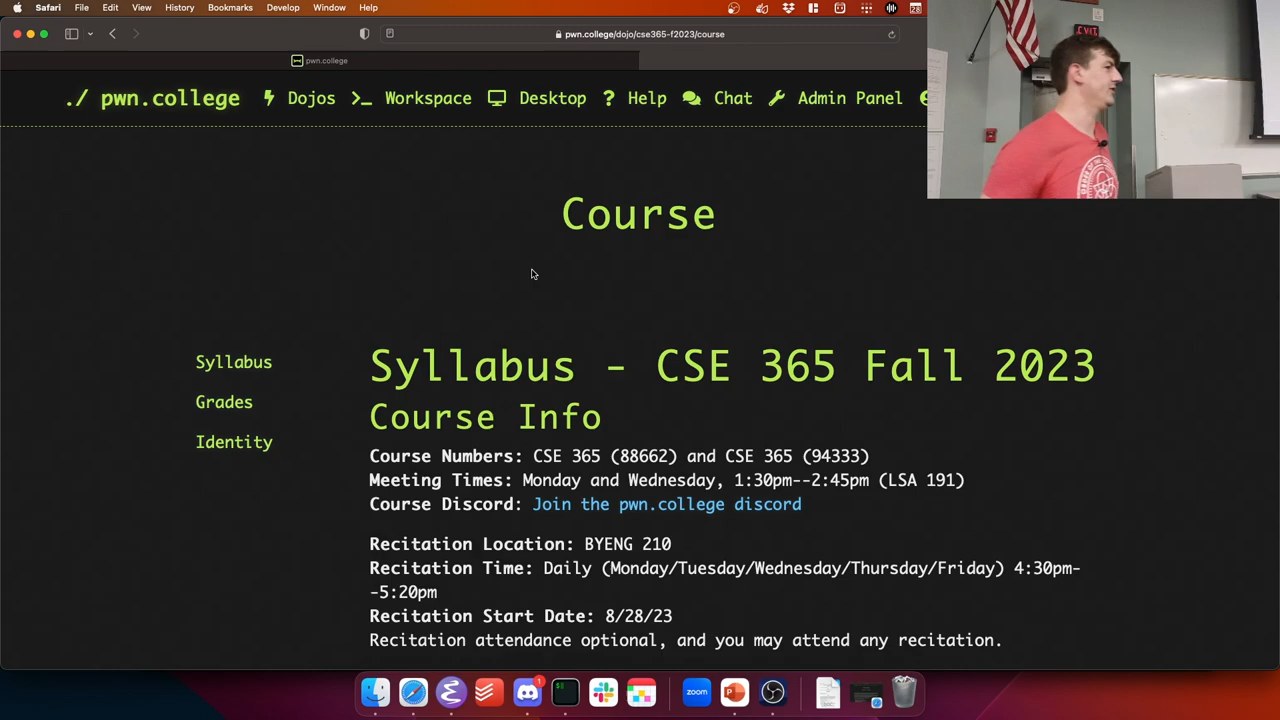 Safari File Edit View History Bookmarks Develop Window Help
28
pwn.college/dojo/cse365-f2023/course
pwn.college
./ pwn.college Dojos Workspace Desktop Help Chat Admin Panel
EXIT
Course
Syllabus
Grades
Identity
Syllabus - CSE 365 Fall 2023
Course Info
Course Numbers: CSE 365 (88662) and CSE 365 (94333)
Meeting Times: Monday and Wednesday, 1:30pm--2:45pm (LSA 191)
Course Discord: Join the pwn.college discord
Recitation Location: BYENG 210
Recitation Time: Daily (Monday/Tuesday/Wednesday/Thursday/Friday) 4:30pm-
-5:20pm
Recitation Start Date: 8/28/23
Recitation attendance optional, and you may attend any recitation.
1
zoom